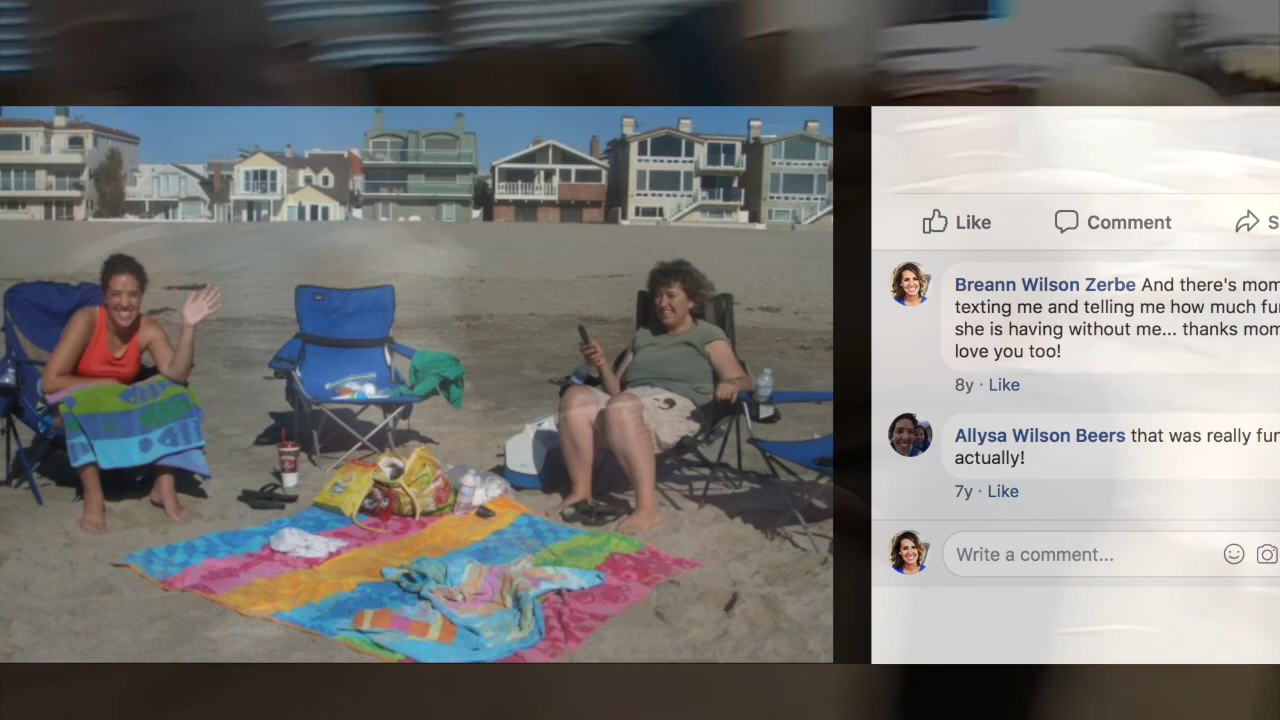 Like
Comment
Breann Wilson Zerbe And there's mom
texting me and telling me how much fu
she is having without me... thanks mom
love you too!
8y · Like
Allysa Wilson Beers that was really fun
actually!
7y · Like
Write a comment...